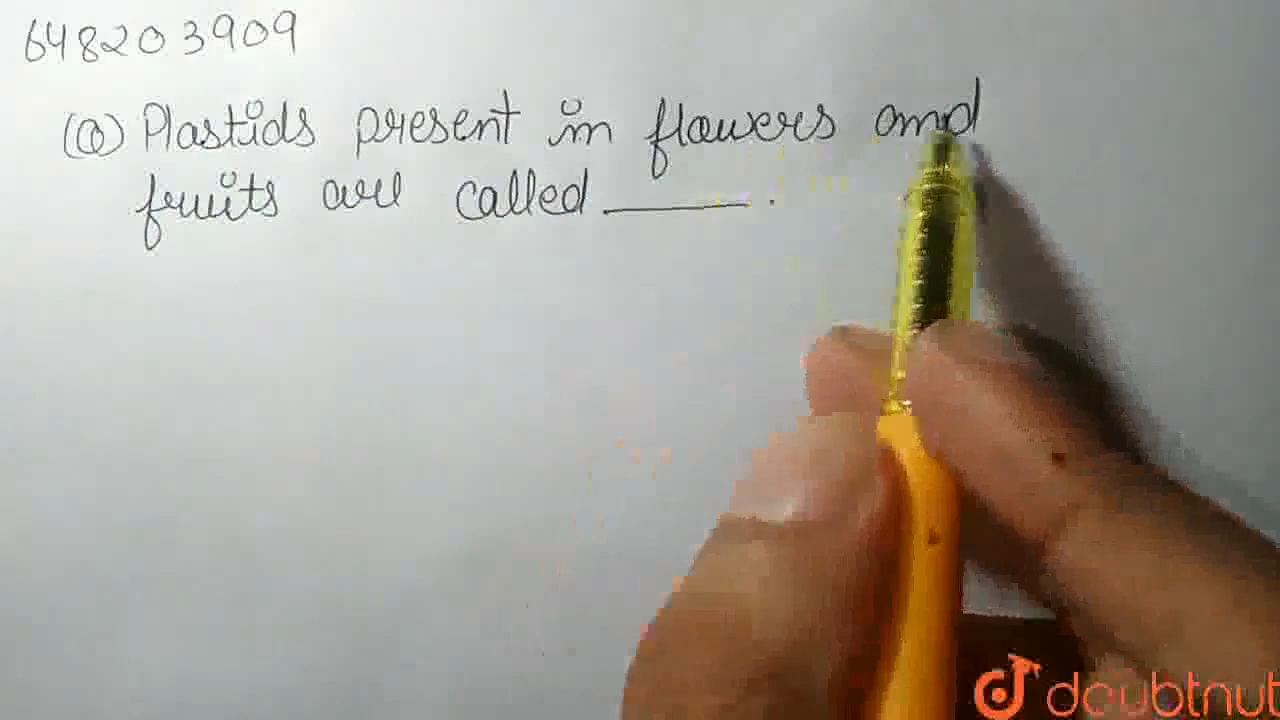 648203909
(Q) Plastids present in flowers and
fruits are called ______.
doubtnut